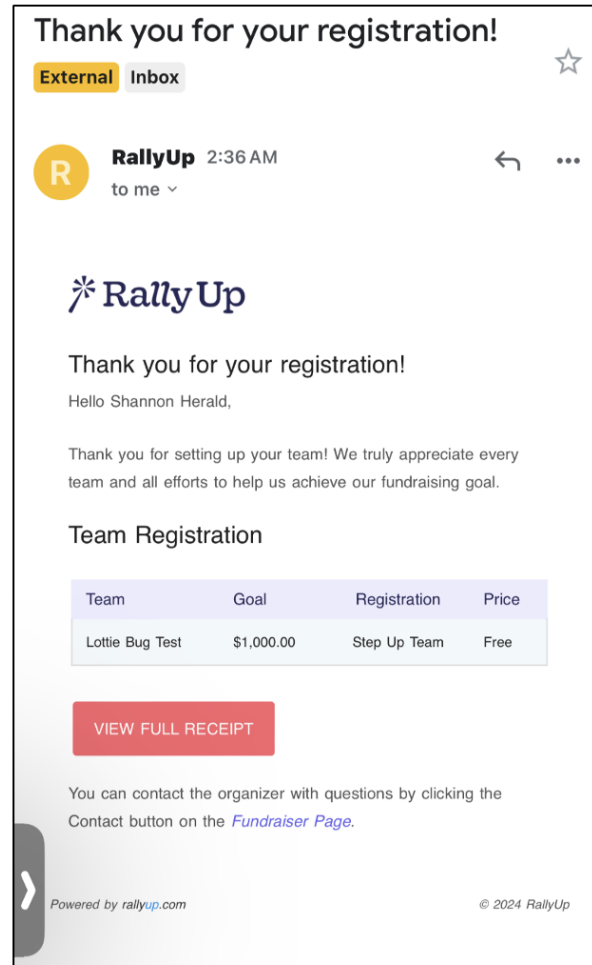 Thank you for your registration!
External Inbox
R
RallyUp 2:36 AM
to me
Rally Up
Thank you for your registration!
Hello Shannon Herald,
Thank you for setting up your team! We truly appreciate every
team and all efforts to help us achieve our fundraising goal.
Team Registration
Team Goal Registration Price
Lottie Bug Test $1,000.00 Step Up Team Free
VIEW FULL RECEIPT
You can contact the organizer with questions by clicking the
Contact button on the Fundraiser Page.
Powered by rallyup.com © 2024 RallyUp